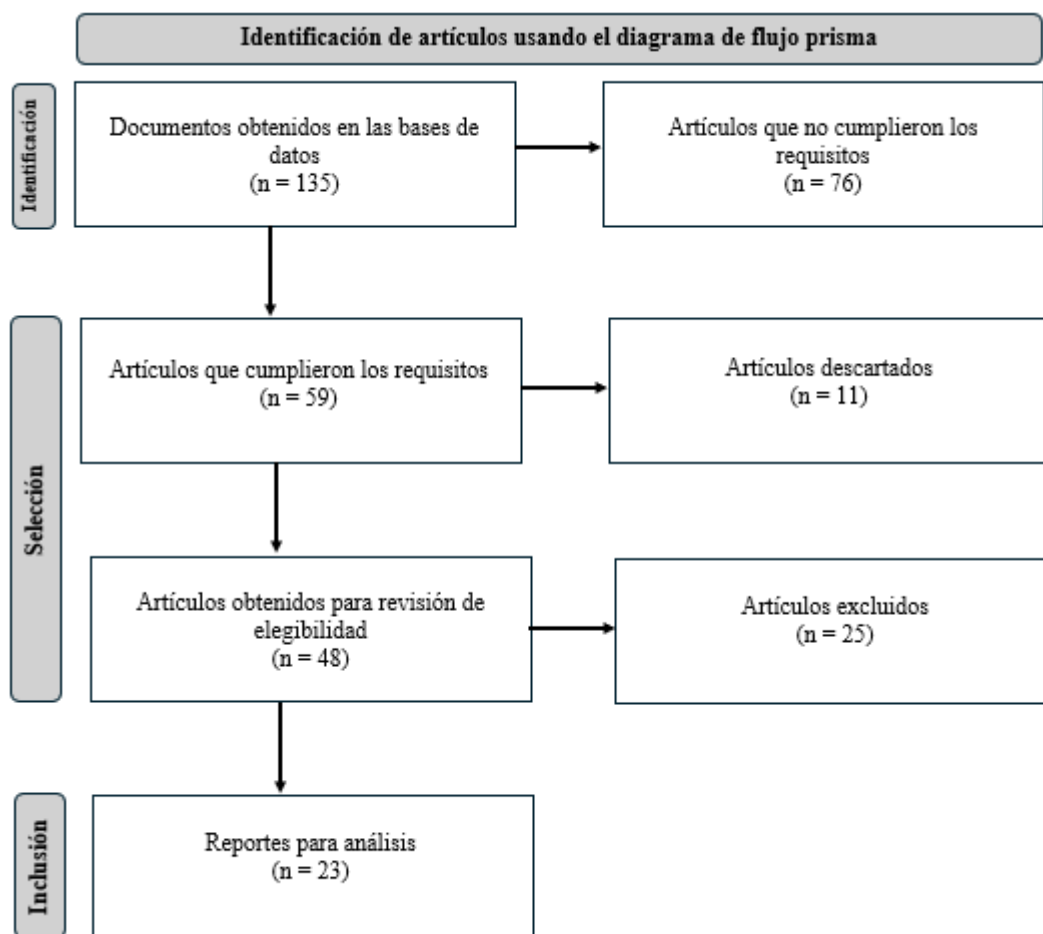 Identificación de artículos usando el diagrama de flujo prisma
Identificación
Documentos obtenidos en las bases de
datos
(n = 135)
Artículos que no cumplieron los
requisitos
(n = 76)
Selección
Artículos que cumplieron los requisitos
(n = 59)
Artículos descartados
(n = 11)
Artículos obtenidos para revisión de
elegibilidad
(n = 48)
Artículos excluidos
(n = 25)
Inclusión
Reportes para análisis
(n = 23)